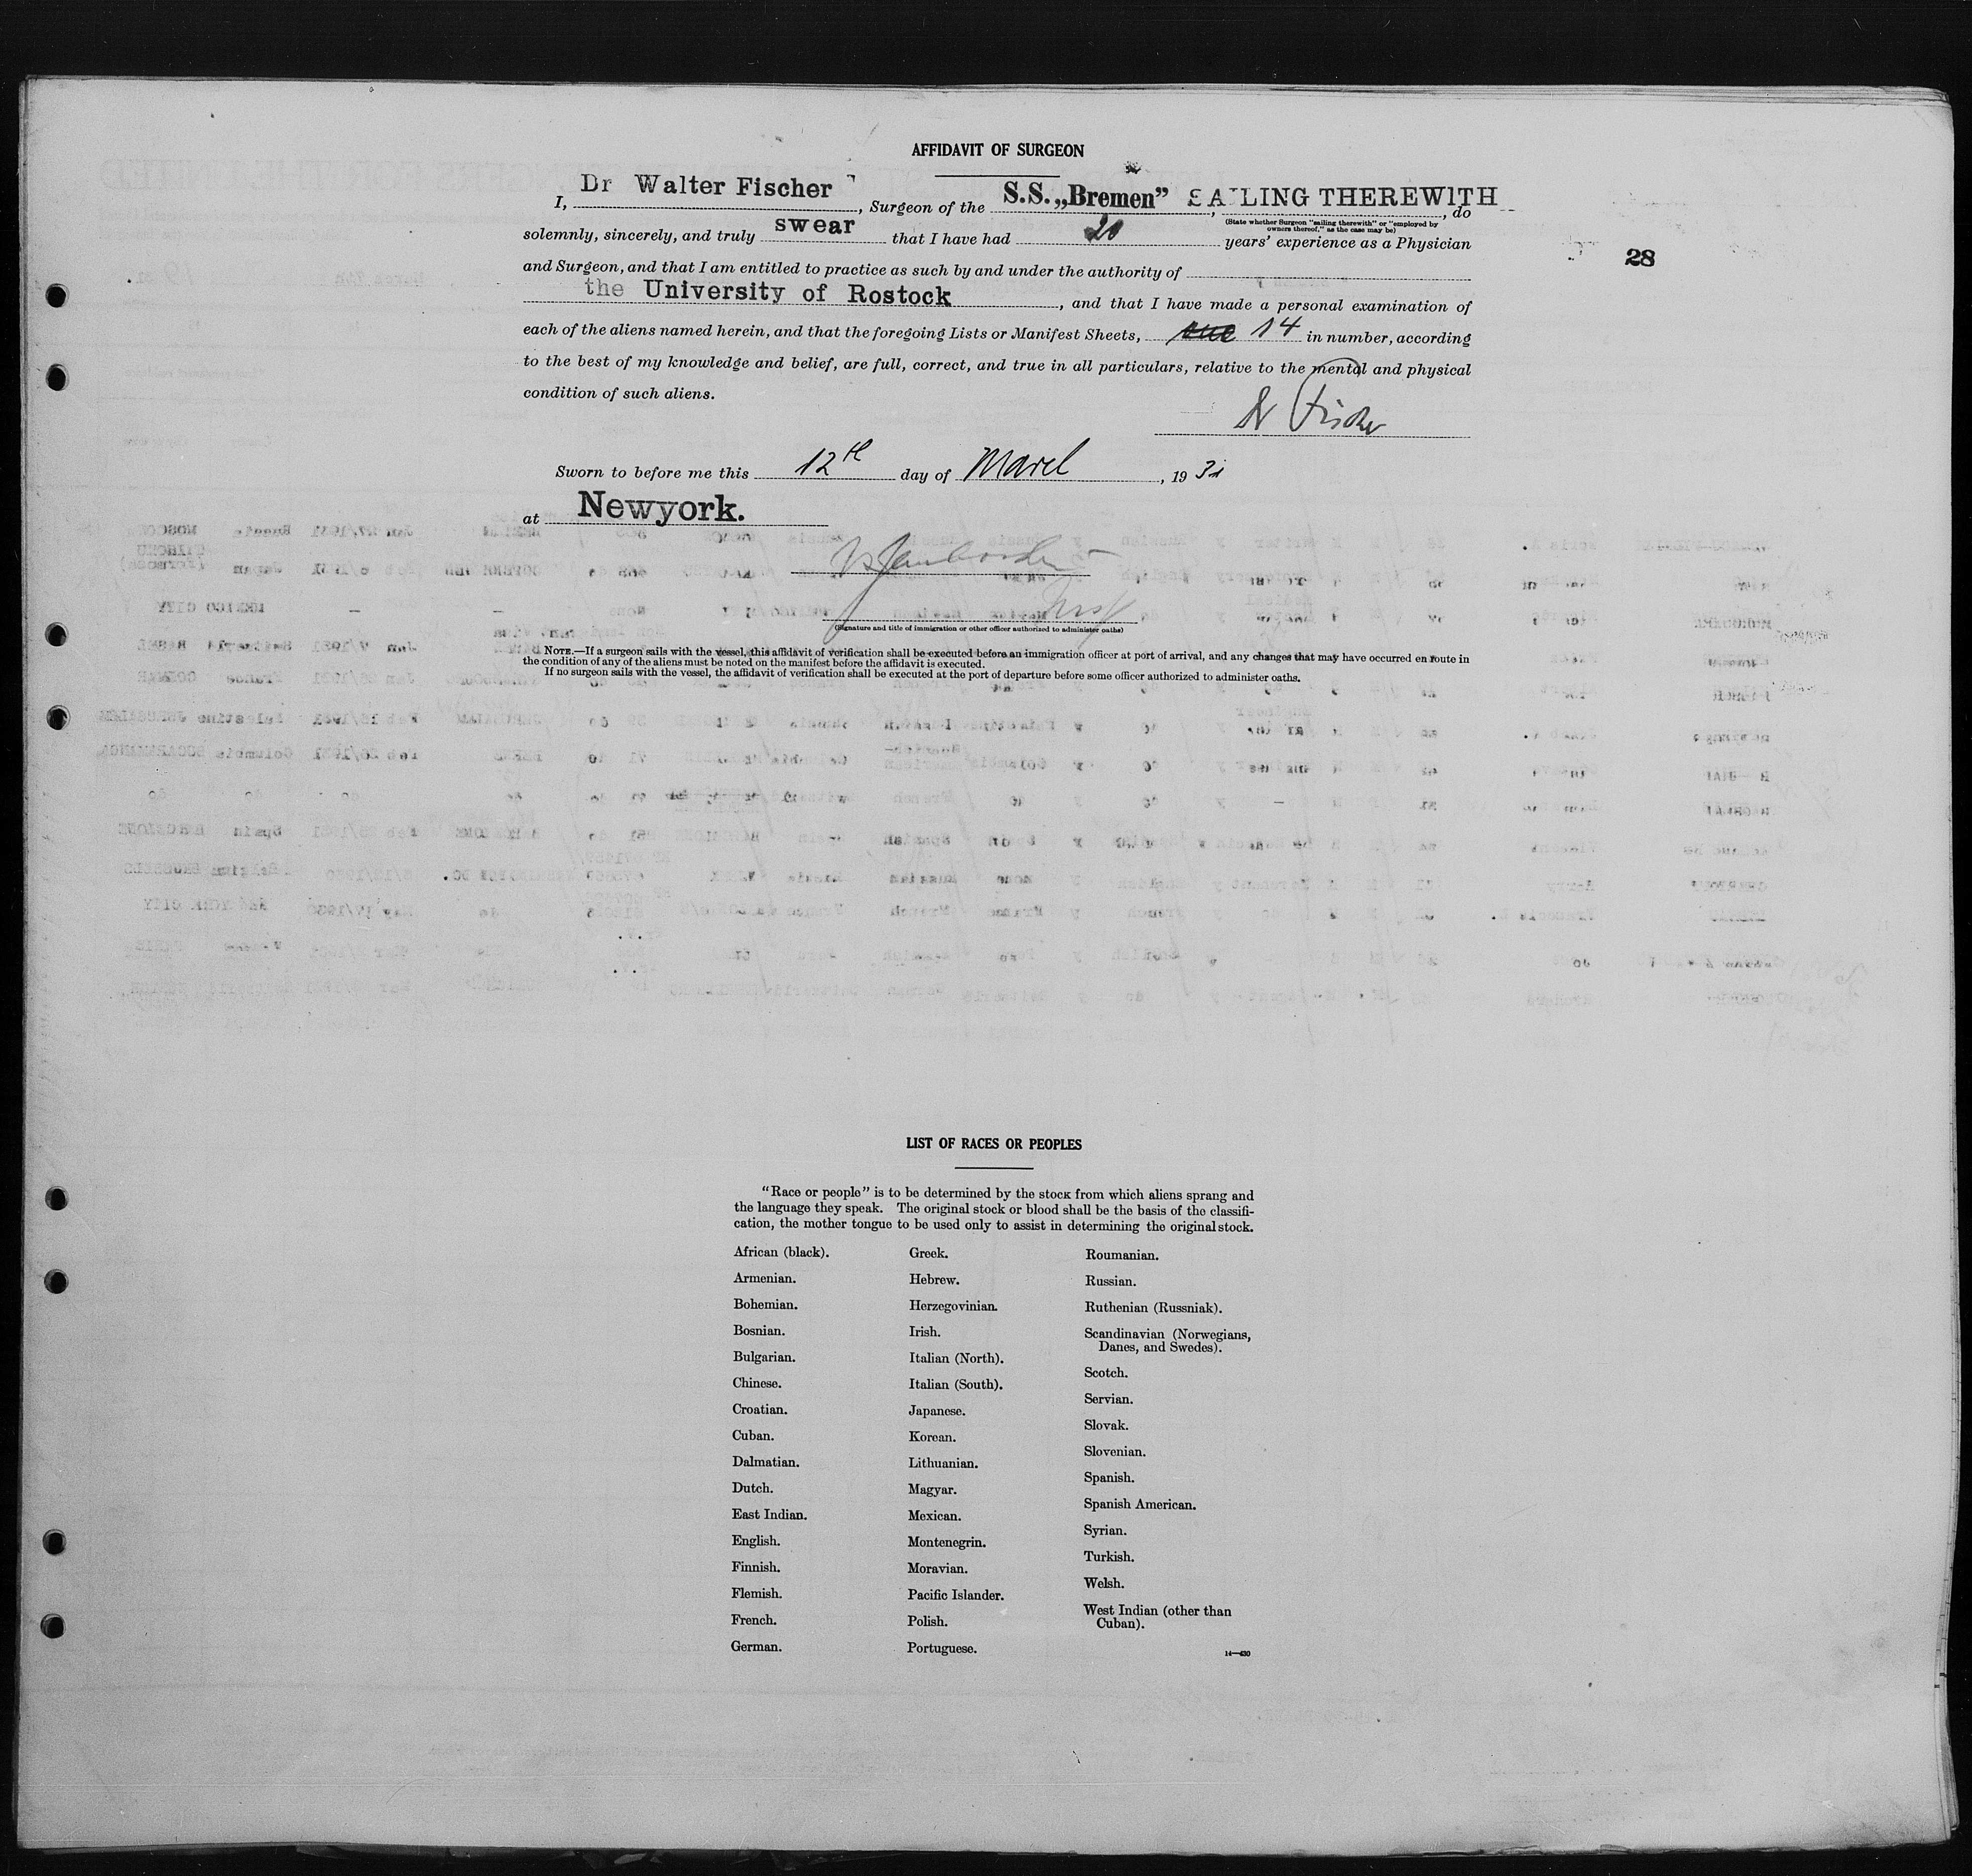 AFFIDAVIT OF SURGEON
I, Dr Walter Fischer, Surgeon of the S.S. „Bremen” SAILING THEREWITH, do
(State whether Surgeon "sailing therewith" or "employed by owners thereof," as the case may be)
solemnly, sincerely, and truly swear that I have had 20 years' experience as a Physician
28
and Surgeon, and that I am entitled to practice as such by and under the authority of
the University of Rostock, and that I have made a personal examination of
each of the aliens named herein, and that the foregoing Lists or Manifest Sheets, 14 in number, according
to the best of my knowledge and belief, are full, correct, and true in all particulars, relative to the mental and physical
condition of such aliens.
Dr Fischer
Sworn to before me this 12th day of March, 1931
at Newyork.
(Signature and title of immigration or other officer authorized to administer oaths)
NOTE.—If a surgeon sails with the vessel, this affidavit of verification shall be executed before an immigration officer at port of arrival, and any changes that may have occurred en route in
the condition of any of the aliens must be noted on the manifest before the affidavit is executed.
If no surgeon sails with the vessel, the affidavit of verification shall be executed at the port of departure before some officer authorized to administer oaths.
LIST OF RACES OR PEOPLES
"Race or people" is to be determined by the stock from which aliens sprang and
the language they speak. The original stock or blood shall be the basis of the classifi-
cation, the mother tongue to be used only to assist in determining the original stock.
African (black).
Armenian.
Bohemian.
Bosnian.
Bulgarian.
Chinese.
Croatian.
Cuban.
Dalmatian.
Dutch.
East Indian.
English.
Finnish.
Flemish.
French.
German.
Greek.
Hebrew.
Herzegovinian.
Irish.
Italian (North).
Italian (South).
Japanese.
Korean.
Lithuanian.
Magyar.
Mexican.
Montenegrin.
Moravian.
Pacific Islander.
Polish.
Portuguese.
Roumanian.
Russian.
Ruthenian (Russniak).
Scandinavian (Norwegians,
Danes, and Swedes).
Scotch.
Servian.
Slovak.
Slovenian.
Spanish.
Spanish American.
Syrian.
Turkish.
Welsh.
West Indian (other than
Cuban).
14—430